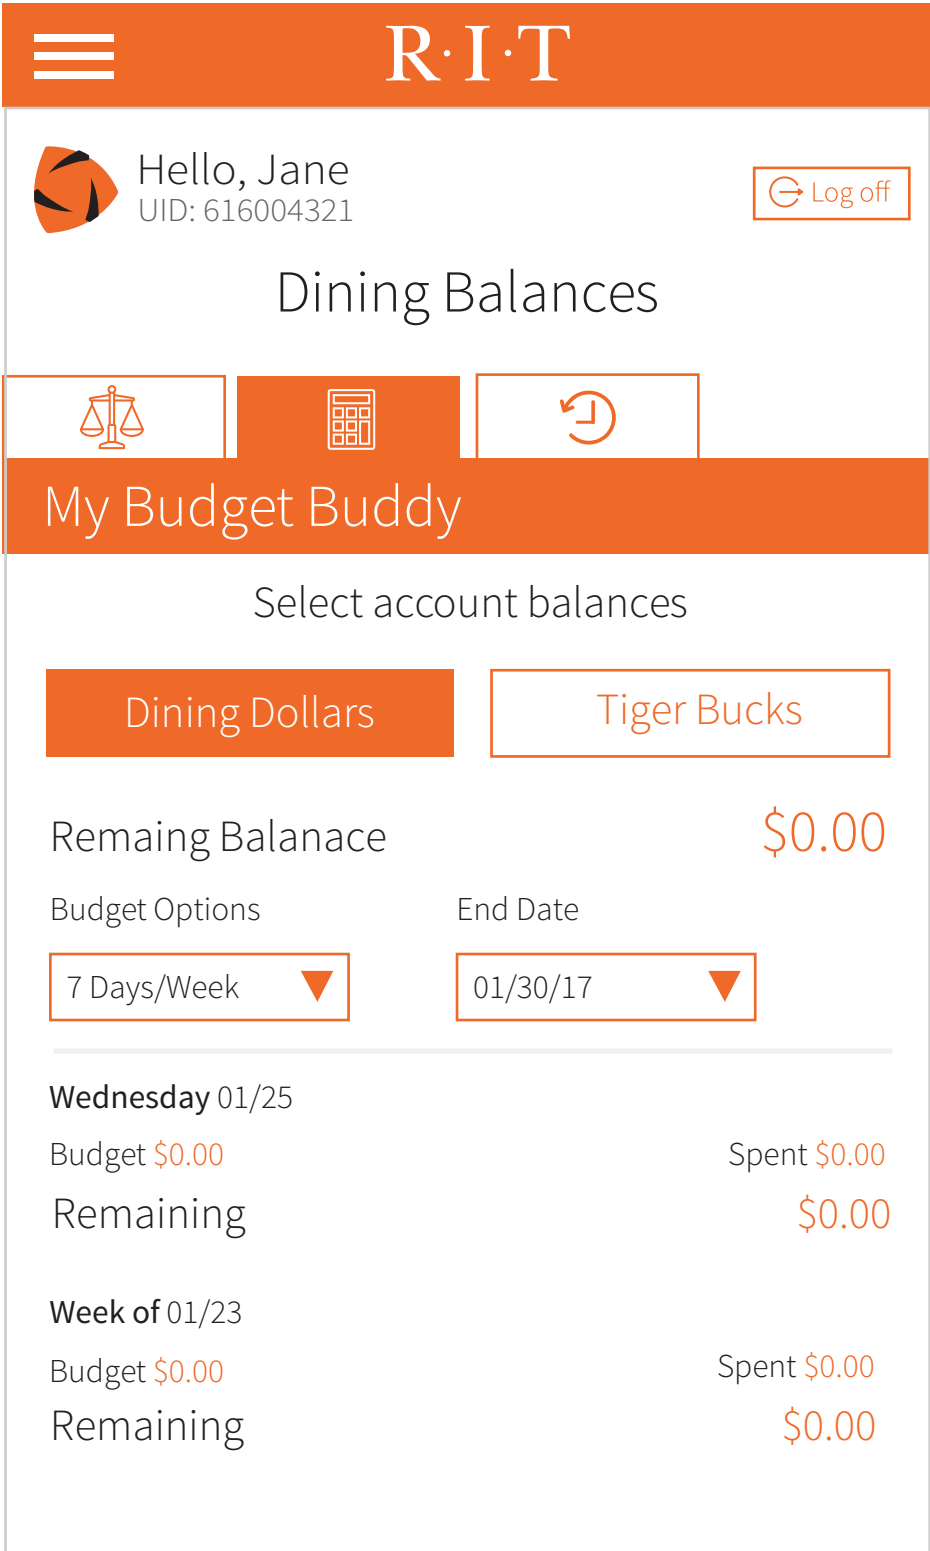 R·I·T
Hello, Jane
UID: 616004321
Log off
Dining Balances
My Budget Buddy
Select account balances
Dining Dollars
Tiger Bucks
Remaing Balanace $0.00
Budget Options End Date
7 Days/Week 01/30/17
Wednesday 01/25
Budget $0.00 Spent $0.00
Remaining $0.00
Week of 01/23
Budget $0.00 Spent $0.00
Remaining $0.00